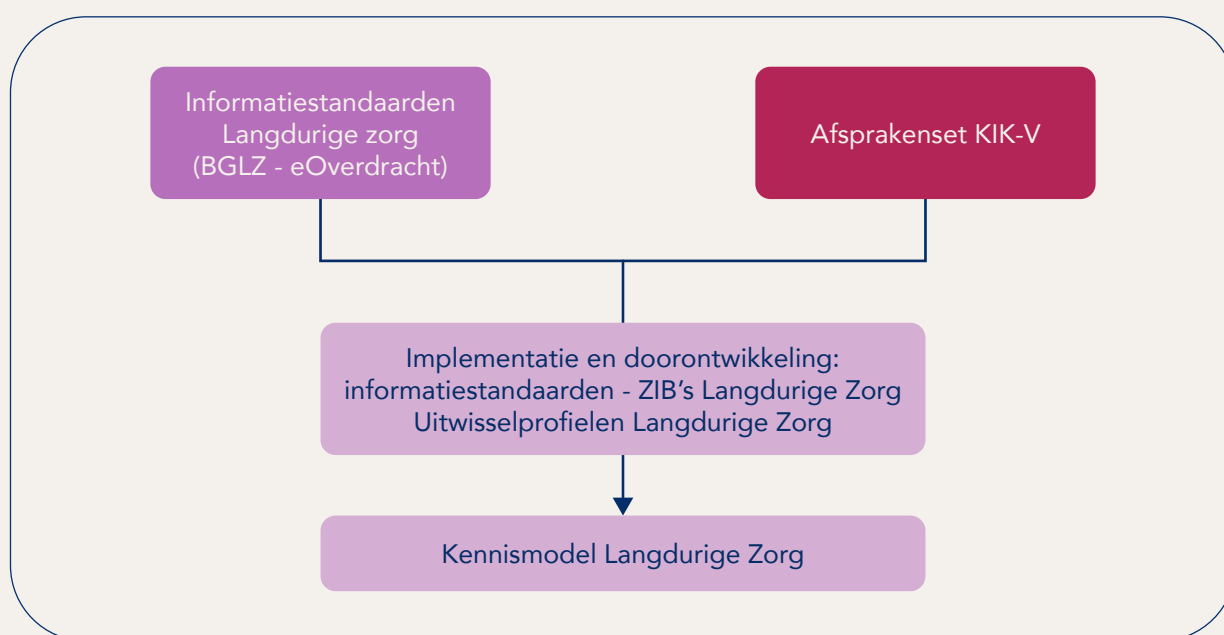 Informatiestandaarden
Langdurige zorg
(BGLZ - eOverdracht)
Afsprakenset KIK-V
Implementatie en doorontwikkeling:
informatiestandaarden - ZIB’s Langdurige Zorg
Uitwisselprofielen Langdurige Zorg
Kennismodel Langdurige Zorg